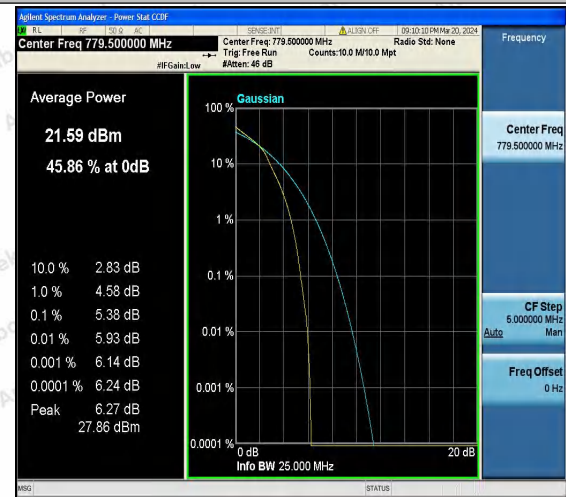 Agilent Spectrum Analyzer - Power Stat CCDF
RL RF 50 Ω AC SENSE:INT ALIGN OFF 09:10:10 PM Mar 20, 2024
Center Freq 779.500000 MHz
Center Freq: 779.500000 MHz Radio Std: None
Trig: Free Run Counts:10.0 M/10.0 Mpt
#IFGain:Low #Atten: 46 dB
Frequency
Average Power
21.59 dBm
45.86 % at 0dB
10.0 % 2.83 dB
1.0 % 4.58 dB
0.1 % 5.38 dB
0.01 % 5.93 dB
0.001 % 6.14 dB
0.0001 % 6.24 dB
Peak 6.27 dB
27.86 dBm
Gaussian
100 %
10 %
1 %
0.1 %
0.01 %
0.001 %
0.0001 %
0 dB 20 dB
Info BW 25.000 MHz
Center Freq
779.500000 MHz
CF Step
5.000000 MHz
Auto Man
Freq Offset
0 Hz
MSG STATUS